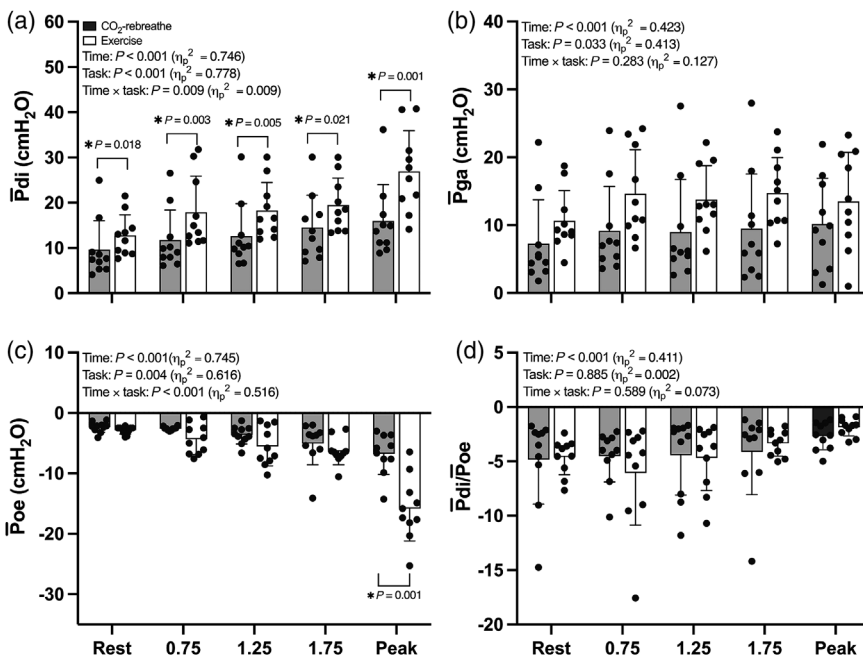 (a)
CO₂-rebreathe
Exercise
Time: P < 0.001 (ηp² = 0.746)
Task: P < 0.001 (ηp² = 0.778)
Time × task: P = 0.009 (ηp² = 0.009)
* P = 0.018
* P = 0.003
* P = 0.005
* P = 0.021
* P = 0.001
P̅di (cmH₂O)
60
50
40
30
20
10
0
(b)
Time: P < 0.001 (ηp² = 0.423)
Task: P = 0.033 (ηp² = 0.413)
Time × task: P = 0.283 (ηp² = 0.127)
P̅ga (cmH₂O)
40
30
20
10
0
(c)
Time: P < 0.001(ηp² = 0.745)
Task: P = 0.004 (ηp² = 0.616)
Time × task: P < 0.001 (ηp² = 0.516)
P̅oe (cmH₂O)
10
0
-10
-20
-30
* P = 0.001
Rest 0.75 1.25 1.75 Peak
(d)
Time: P < 0.001 (ηp² = 0.411)
Task: P = 0.885 (ηp² = 0.002)
Time × task: P = 0.589 (ηp² = 0.073)
P̅di/P̅oe
5
0
-5
-10
-15
-20
Rest 0.75 1.25 1.75 Peak